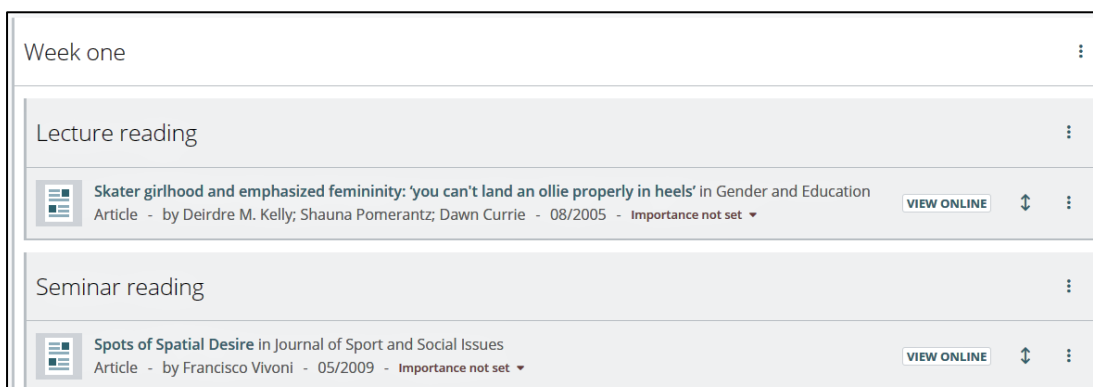 Week one
Lecture reading
Skater girlhood and emphasized femininity: ‘you can't land an ollie properly in heels’ in Gender and Education
Article - by Deirdre M. Kelly; Shauna Pomerantz; Dawn Currie - 08/2005 - Importance not set
VIEW ONLINE
Seminar reading
Spots of Spatial Desire in Journal of Sport and Social Issues
Article - by Francisco Vivoni - 05/2009 - Importance not set
VIEW ONLINE